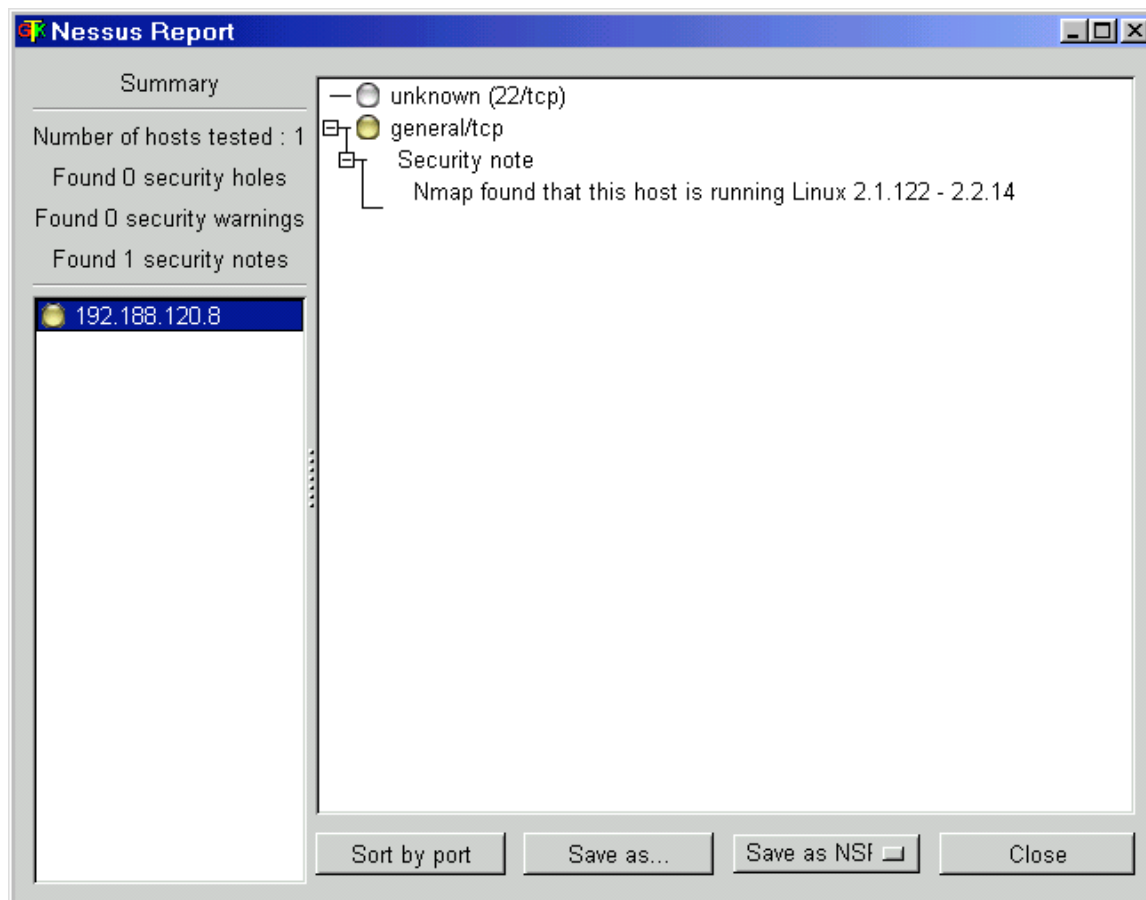 GTK Nessus Report
Summary
Number of hosts tested : 1
Found 0 security holes
Found 0 security warnings
Found 1 security notes
192.188.120.8
unknown (22/tcp)
general/tcp
Security note
Nmap found that this host is running Linux 2.1.122 - 2.2.14
Sort by port
Save as...
Save as NSR
Close